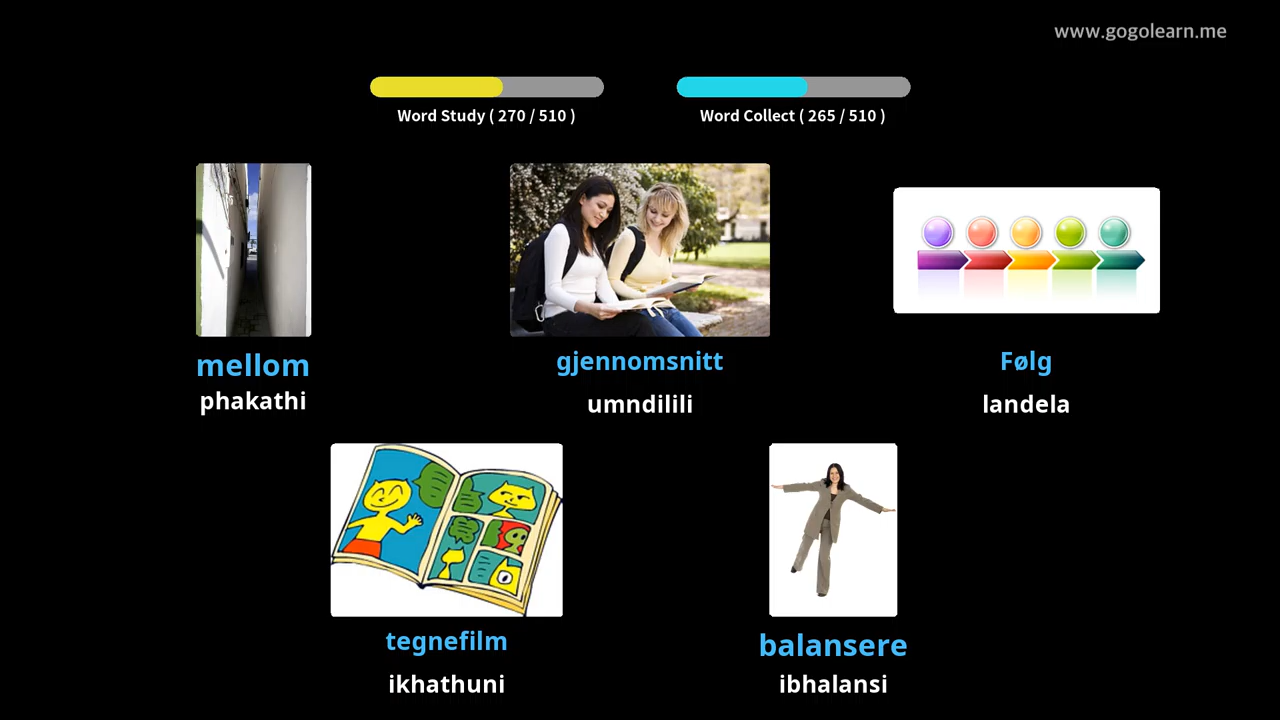 www.gogolearn.me
Word Study ( 270 / 510 )
Word Collect ( 265 / 510 )
mellom
phakathi
gjennomsnitt
umndilili
Følg
landela
tegnefilm
ikhathuni
balansere
ibhalansi